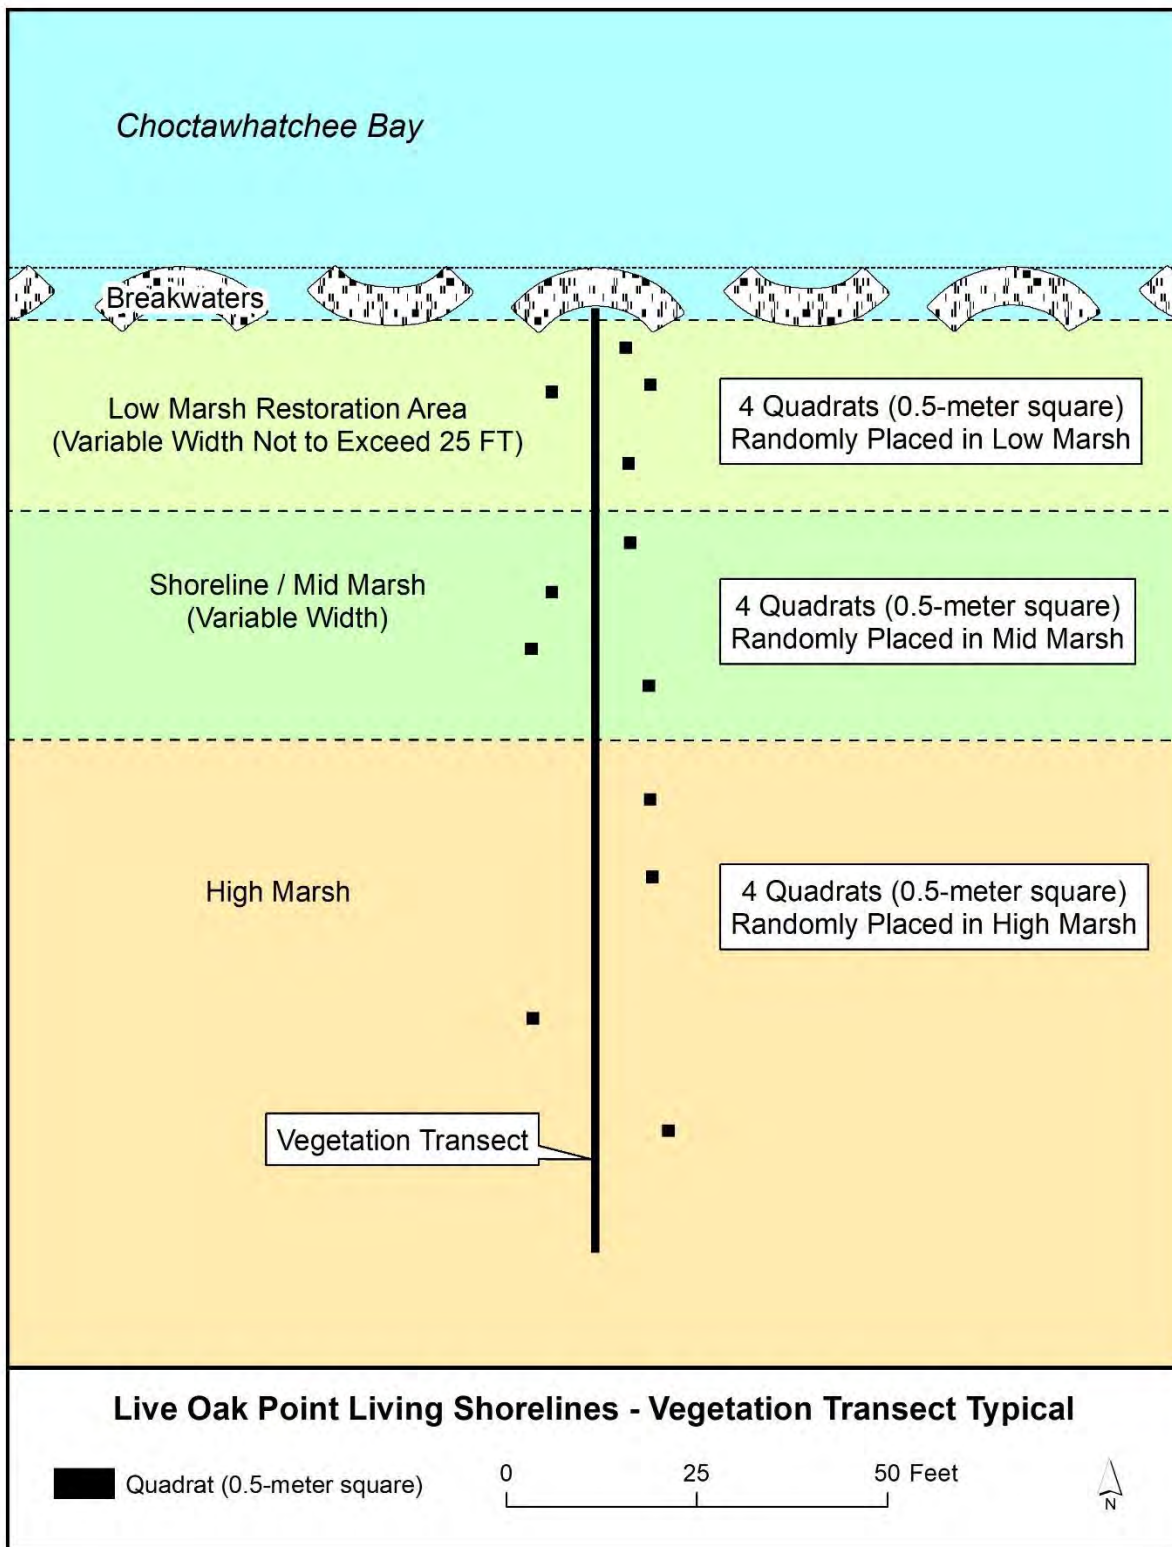 Choctawhatchee Bay
Breakwaters
Low Marsh Restoration Area
(Variable Width Not to Exceed 25 FT)
4 Quadrats (0.5-meter square)
Randomly Placed in Low Marsh
Shoreline / Mid Marsh
(Variable Width)
4 Quadrats (0.5-meter square)
Randomly Placed in Mid Marsh
High Marsh
4 Quadrats (0.5-meter square)
Randomly Placed in High Marsh
Vegetation Transect
Live Oak Point Living Shorelines - Vegetation Transect Typical
Quadrat (0.5-meter square)
0 25 50 Feet
N